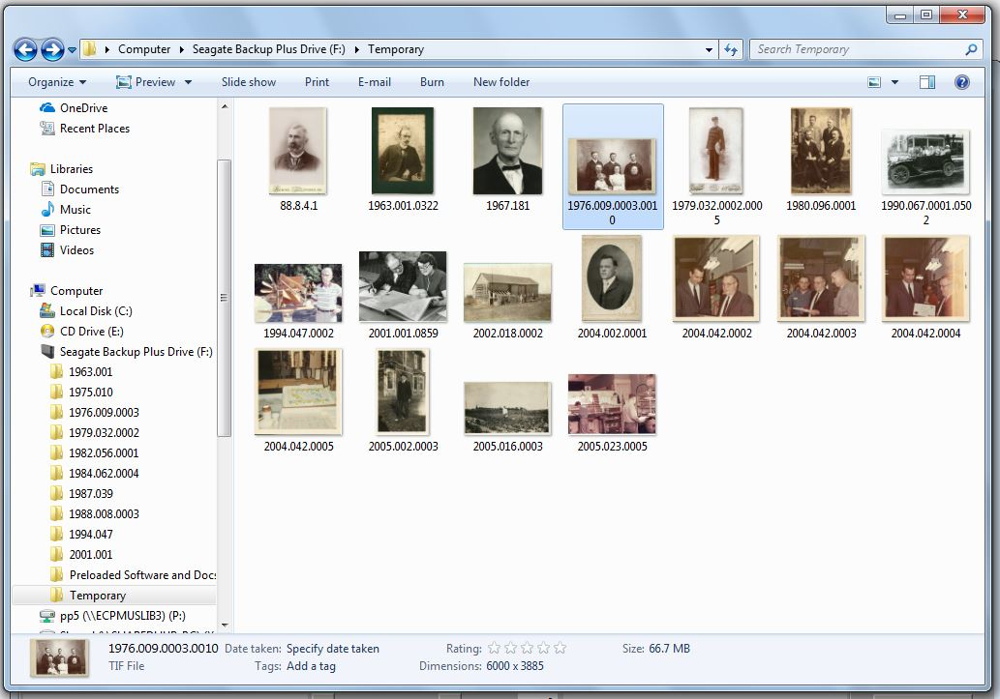 Computer ▸ Seagate Backup Plus Drive (F:) ▸ Temporary
Search Temporary
Organize Preview Slide show Print E-mail Burn New folder
OneDrive
Recent Places
Libraries
Documents
Music
Pictures
Videos
Computer
Local Disk (C:)
CD Drive (E:)
Seagate Backup Plus Drive (F:)
1963.001
1975.010
1976.009.0003
1979.032.0002
1982.056.0001
1984.062.0004
1987.039
1988.008.0003
1994.047
2001.001
Preloaded Software and Docs
Temporary
pp5 (\\ECPMUSLIB3) (P:)
88.8.4.1
1963.001.0322
1967.181
1976.009.0003.001
0
1979.032.0002.000
5
1980.096.0001
1990.067.0001.050
2
1994.047.0002
2001.001.0859
2002.018.0002
2004.002.0001
2004.042.0002
2004.042.0003
2004.042.0004
2004.042.0005
2005.002.0003
2005.016.0003
2005.023.0005
1976.009.0003.0010 Date taken: Specify date taken Rating: Size: 66.7 MB
TIF File Tags: Add a tag Dimensions: 6000 x 3885